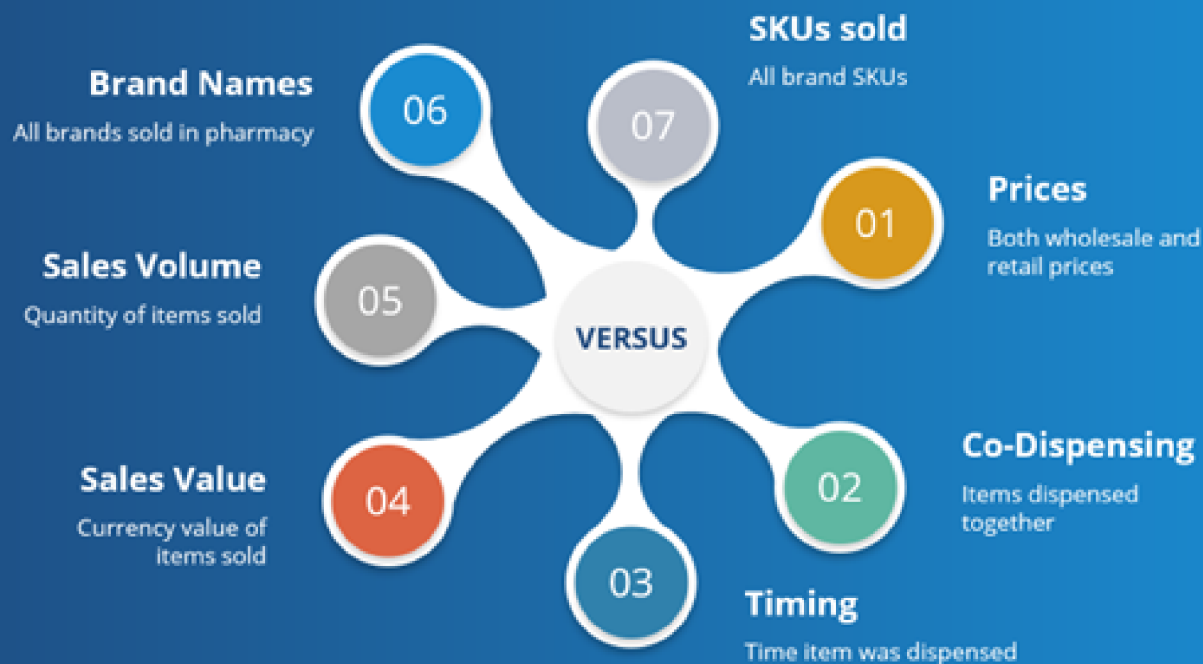 SKUs sold
All brand SKUs
07
Brand Names
All brands sold in pharmacy
06
Prices
Both wholesale and
retail prices
01
Sales Volume
Quantity of items sold
05
VERSUS
Co-Dispensing
Items dispensed
together
02
Sales Value
Currency value of
items sold
04
03
Timing
Time item was dispensed